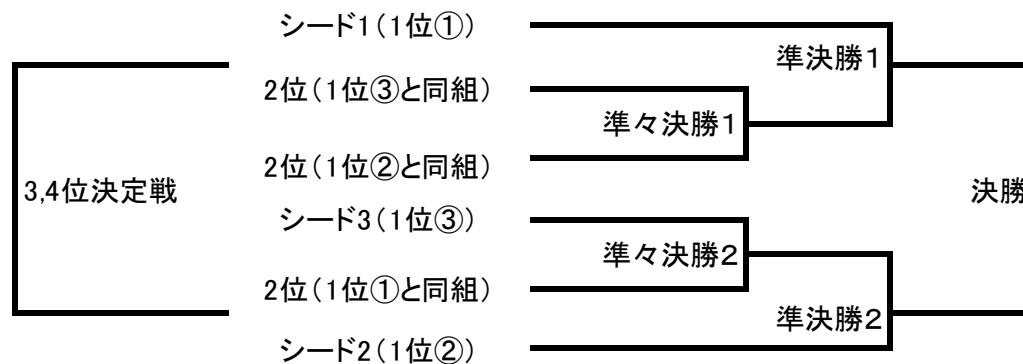 シード1(1位①)
準決勝1
2位(1位③と同組)
準々決勝1
2位(1位②と同組)
3,4位決定戦
決勝
シード3(1位③)
準々決勝2
2位(1位①と同組)
準決勝2
シード2(1位②)